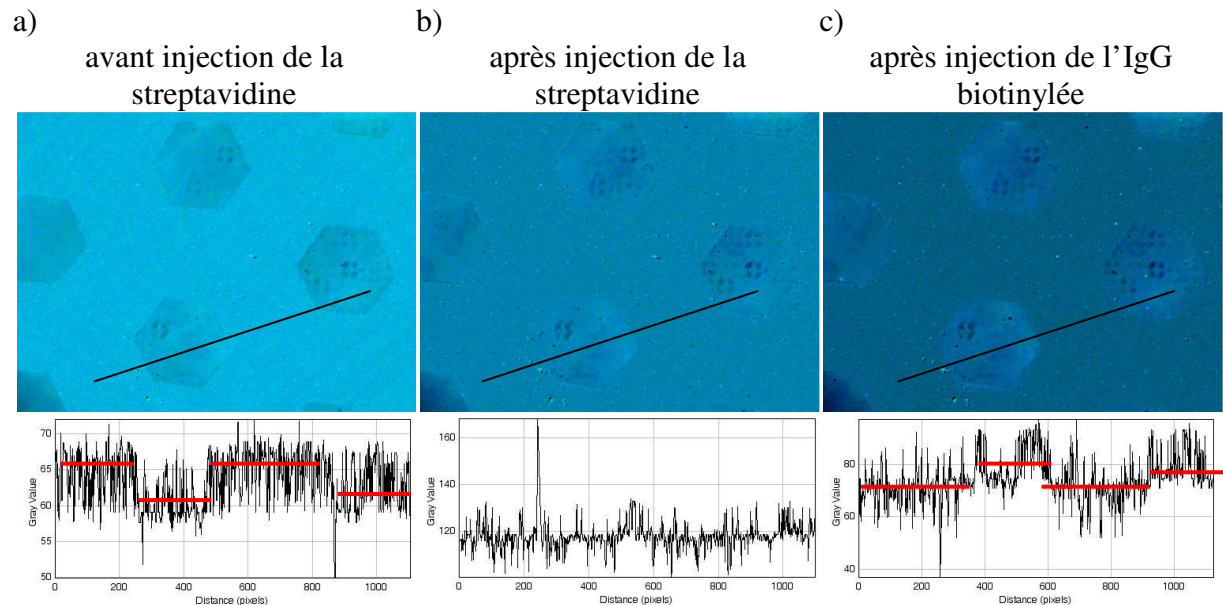 a)
avant injection de la
streptavidine
b)
après injection de la
streptavidine
c)
après injection de l'IgG
biotinylée
70
65
60
55
50
Gray Value
0
200
400
600
800
1000
Distance (pixels)
160
140
120
Gray Value
0
200
400
600
800
1000
Distance (pixels)
80
60
40
Gray Value
0
200
400
600
800
1000
Distance (pixels)